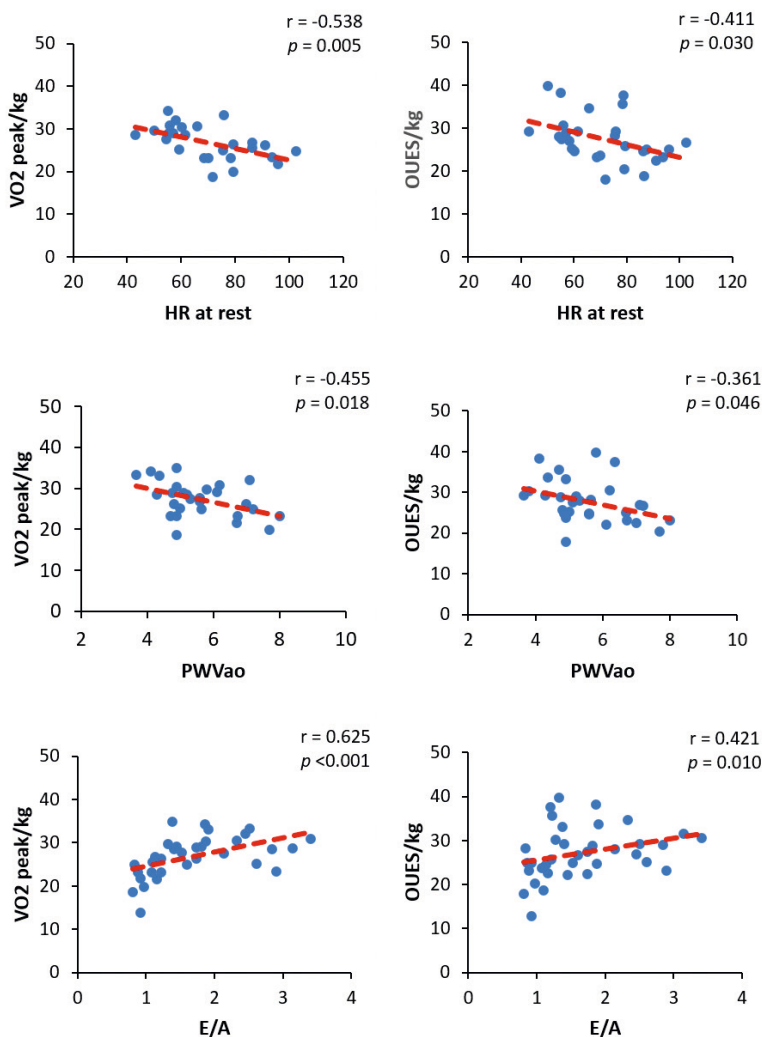 r = -0.538
p = 0.005
50
40
30
20
10
0
VO2 peak/kg
20 40 60 80 100 120
HR at rest
r = -0.411
p = 0.030
50
40
30
20
10
0
OUES/kg
20 40 60 80 100 120
HR at rest
r = -0.455
p = 0.018
50
40
30
20
10
0
VO2 peak/kg
2 4 6 8 10
PWVao
r = -0.361
p = 0.046
50
40
30
20
10
0
OUES/kg
2 4 6 8 10
PWVao
r = 0.625
p <0.001
50
40
30
20
10
0
VO2 peak/kg
0 1 2 3 4
E/A
r = 0.421
p = 0.010
50
40
30
20
10
0
OUES/kg
0 1 2 3 4
E/A